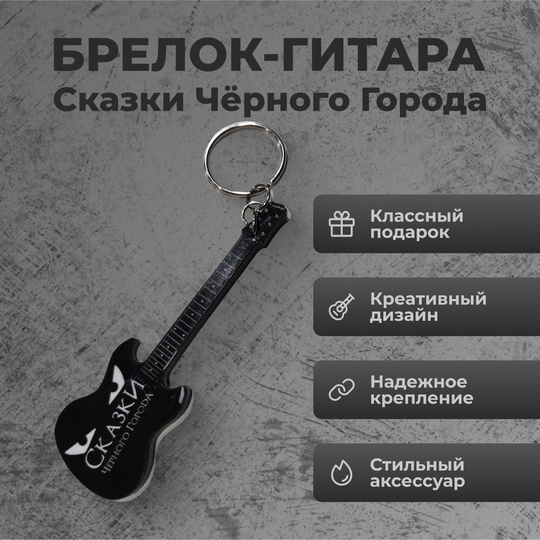 БРЕЛОК-ГИТАРА
Сказки Чёрного Города
Классный
подарок
Креативный
дизайн
Надежное
крепление
Стильный
аксессуар
Сказки
Чёрного Города